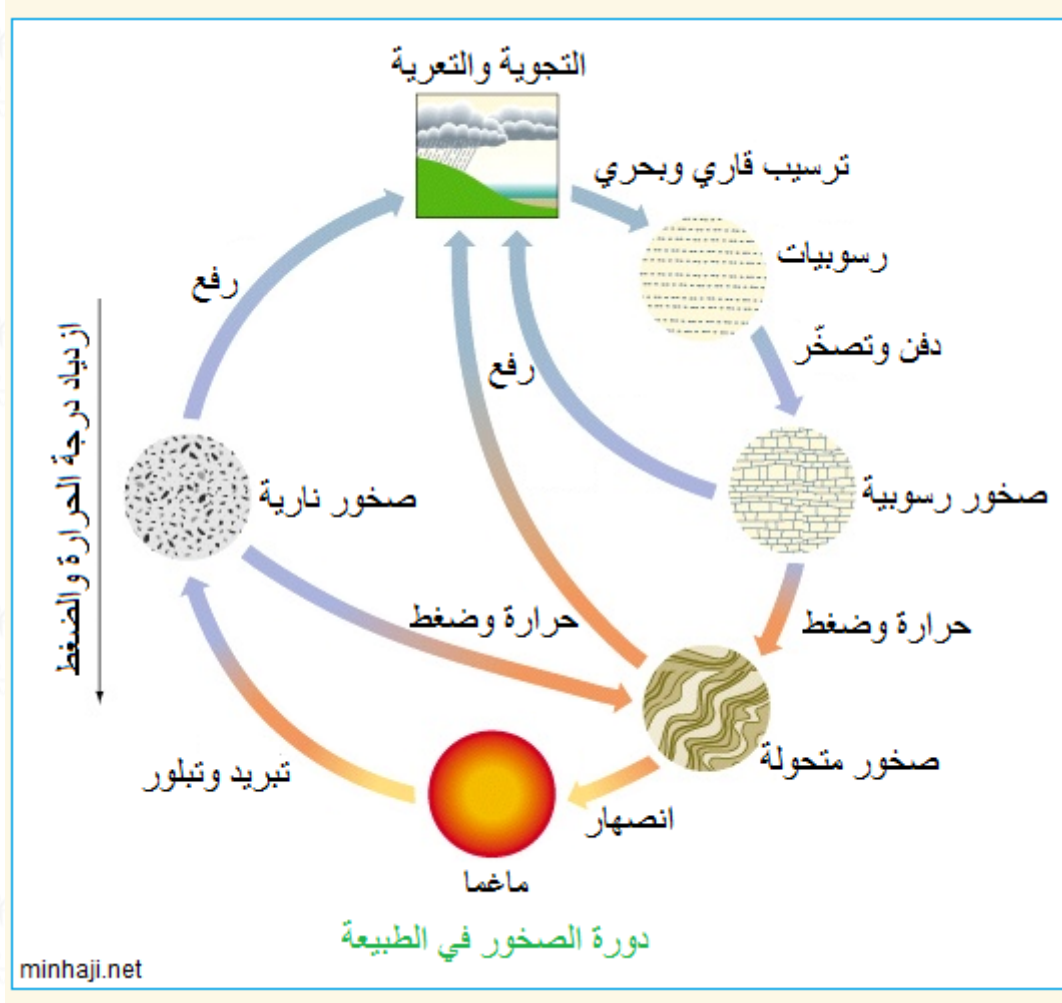 التجوية والتعرية
ترسيب قاري وبحري
رسوبيات
دفن وتصخّر
رفع
رفع
صخور رسوبية
صخور نارية
ازدياد درجة الحرارة والضغط
حرارة وضغط
حرارة وضغط
صخور متحولة
تبريد وتبلور
انصهار
ماغما
دورة الصخور في الطبيعة
minhaji.net